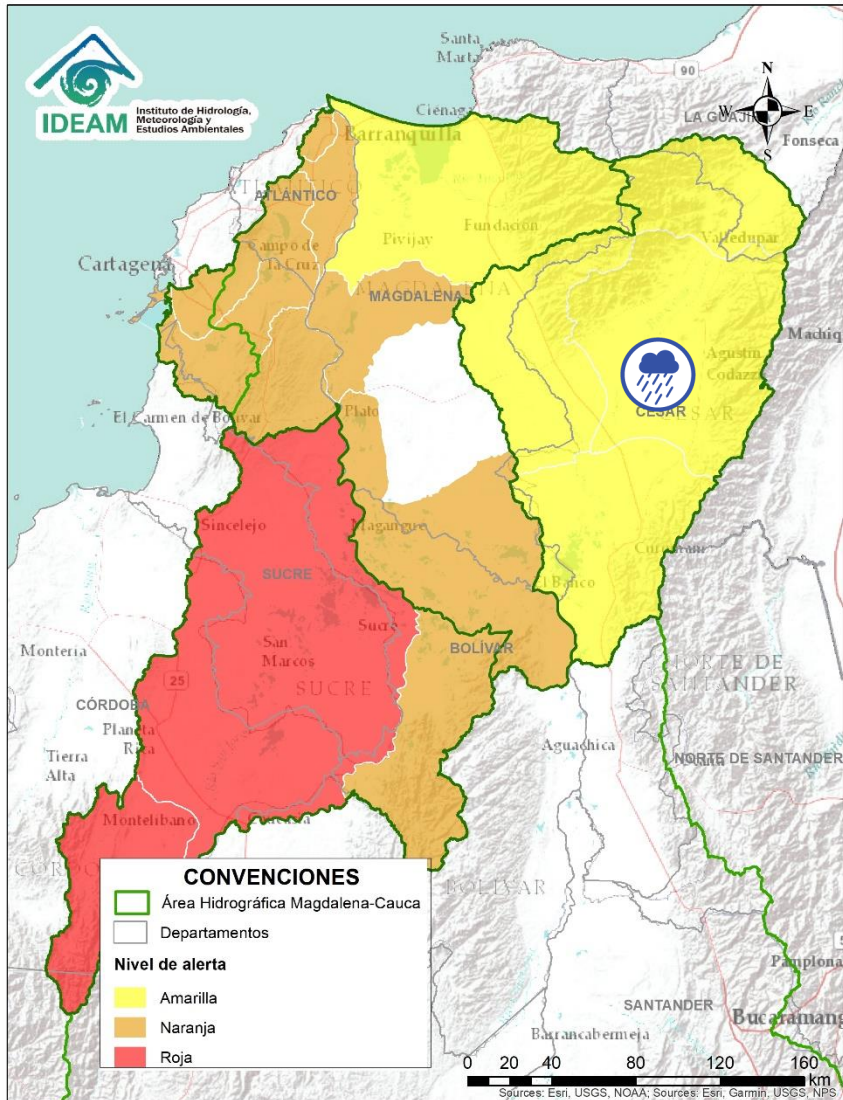 IDEAM
Instituto de Hidrología,
Meteorología y
Estudios Ambientales
Santa
Marta
90
N
W
E
S
LA GUAJI
Ciénaga
Barranquilla
Fonseca
ATLÁNTICO
Campo de
la Cruz
Pivijay
Fundación
Valledupar
Cartagena
MAGDALENA
Machiq
Agustín
Codazzi
CESAR
El Carmen de Bolívar
Plato
Sincelejo
Magangue
SUCRE
El Banco
Sucre
Montería
San
Marcos
BOLÍVAR
25
SUCRE
NORTE DE
SANTANDER
CÓRDOBA
Planeta
Rica
Tierra
Alta
Aguachica
NORTE DE SANTANDER
Montelibano
BOLÍVAR
CONVENCIONES
Área Hidrográfica Magdalena-Cauca
Departamentos
Nivel de alerta
Amarilla
Naranja
Roja
Pamplona
SANTANDER
Bucaramang
Barrancabermeja
0 20 40 80 120 160
km
Sources: Esri, USGS, NOAA; Sources: Esri, Garmin, USGS, NPS